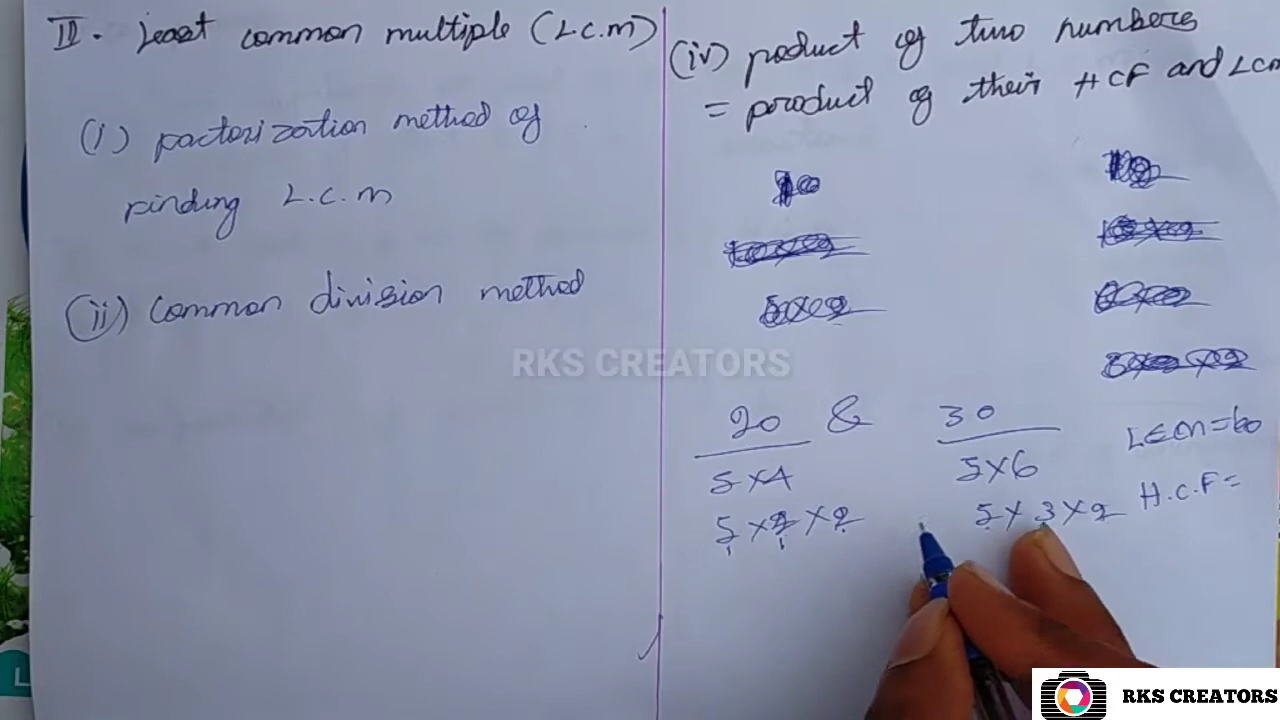 II. Least common multiple (L.C.M)
(i) Factorization method of
finding L.C.M
(ii) Common division method
(iv) product of two numbers
= product of their HCF and LCM
20 & 30
5×4
5×6
5×2×2
5×3×2
LCM=60
H.C.F=
RKS CREATORS
L
RKS CREATORS